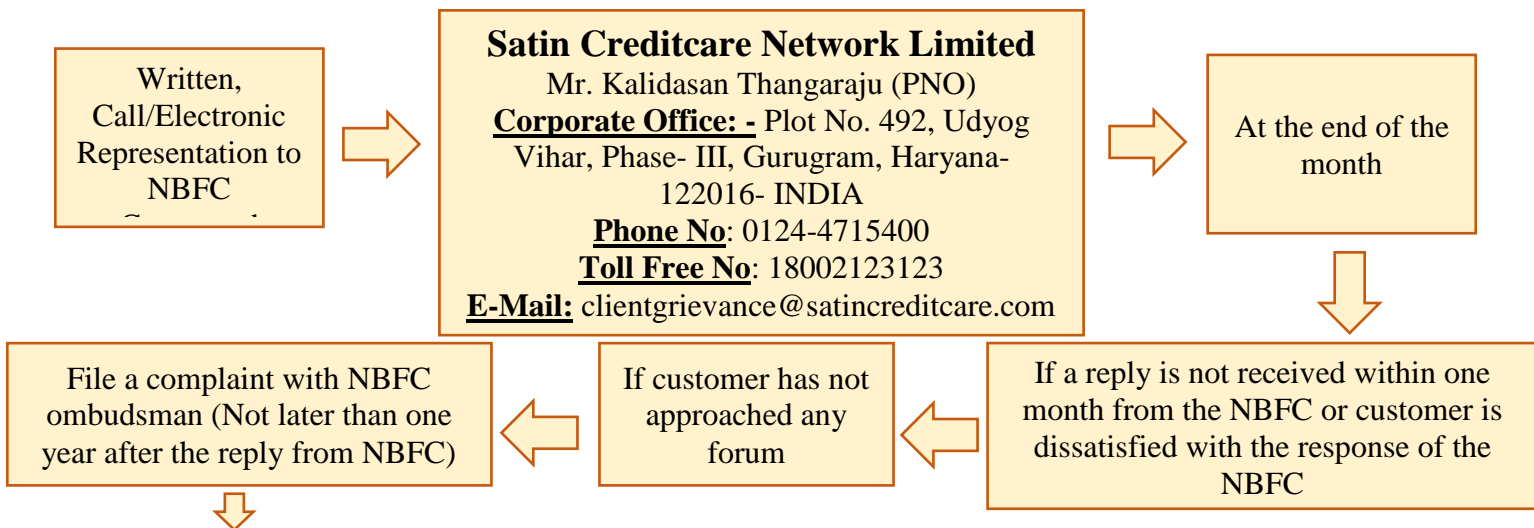 Written,
Call/Electronic
Representation to
NBFC
Satin Creditcare Network Limited
Mr. Kalidasan Thangaraju (PNO)
Corporate Office: - Plot No. 492, Udyog
Vihar, Phase- III, Gurugram, Haryana-
122016- INDIA
Phone No: 0124-4715400
Toll Free No: 18002123123
E-Mail: clientgrievance@satincreditcare.com
At the end of the
month
If a reply is not received within one
month from the NBFC or customer is
dissatisfied with the response of the
NBFC
If customer has not
approached any
forum
File a complaint with NBFC
ombudsman (Not later than one
year after the reply from NBFC)